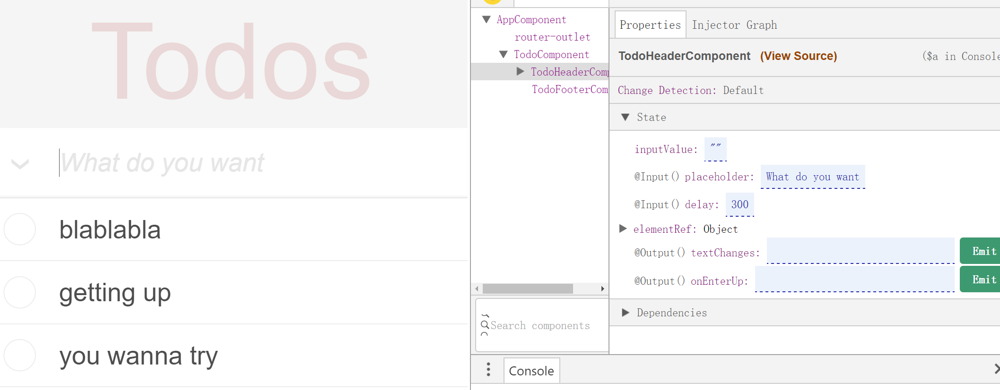 Todos
What do you want
blablabla
getting up
you wanna try
AppComponent
router-outlet
TodoComponent
TodoHeaderComp
TodoFooterCom
Search components
Properties Injector Graph
TodoHeaderComponent (View Source) ($a in Console
Change Detection: Default
State
inputValue: ""
@Input() placeholder: What do you want
@Input() delay: 300
elementRef: Object
@Output() textChanges: Emit
@Output() onEnterUp: Emit
Dependencies
Console